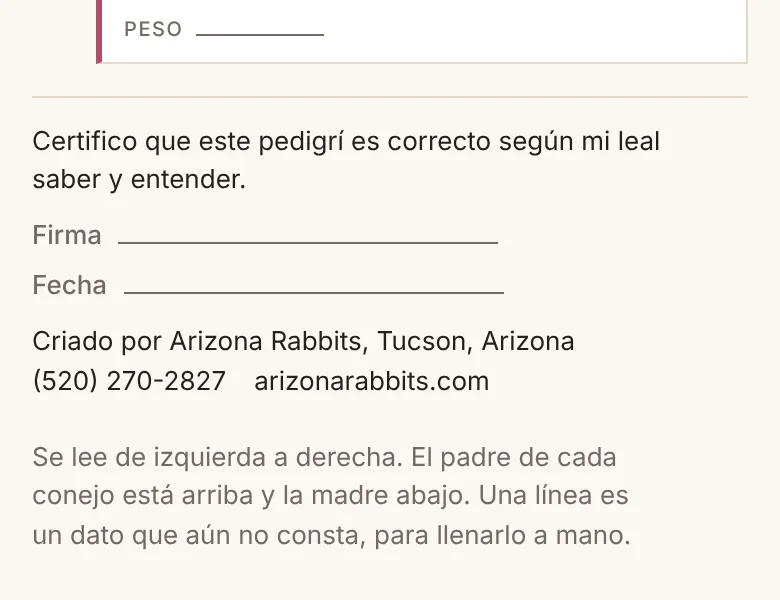 PESO
Certifico que este pedigrí es correcto según mi leal
saber y entender.
Firma
Fecha
Criado por Arizona Rabbits, Tucson, Arizona
(520) 270-2827 arizonarabbits.com
Se lee de izquierda a derecha. El padre de cada
conejo está arriba y la madre abajo. Una línea es
un dato que aún no consta, para llenarlo a mano.